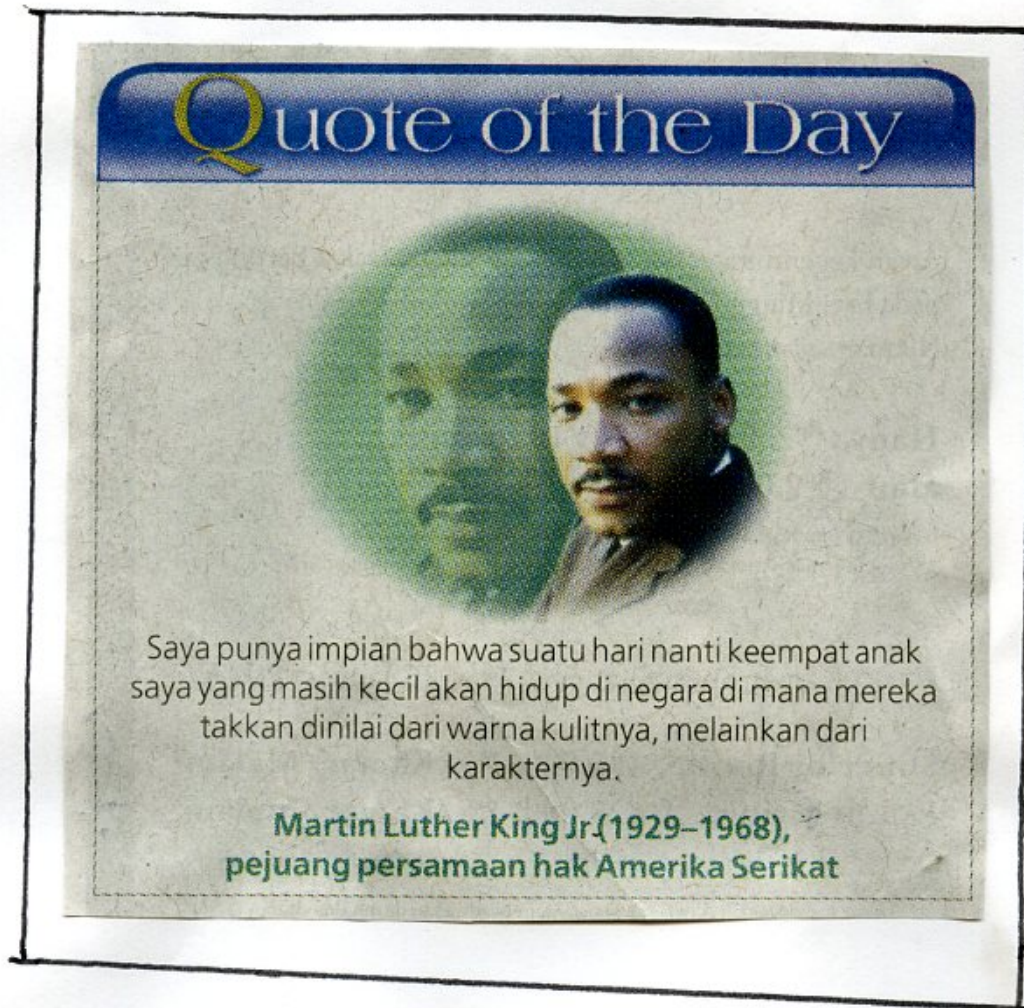 Quote of the Day
Saya punya impian bahwa suatu hari nanti keempat anak
saya yang masih kecil akan hidup di negara di mana mereka
takkan dinilai dari warna kulitnya, melainkan dari
karakternya.
Martin Luther King Jr.(1929–1968),
pejuang persamaan hak Amerika Serikat